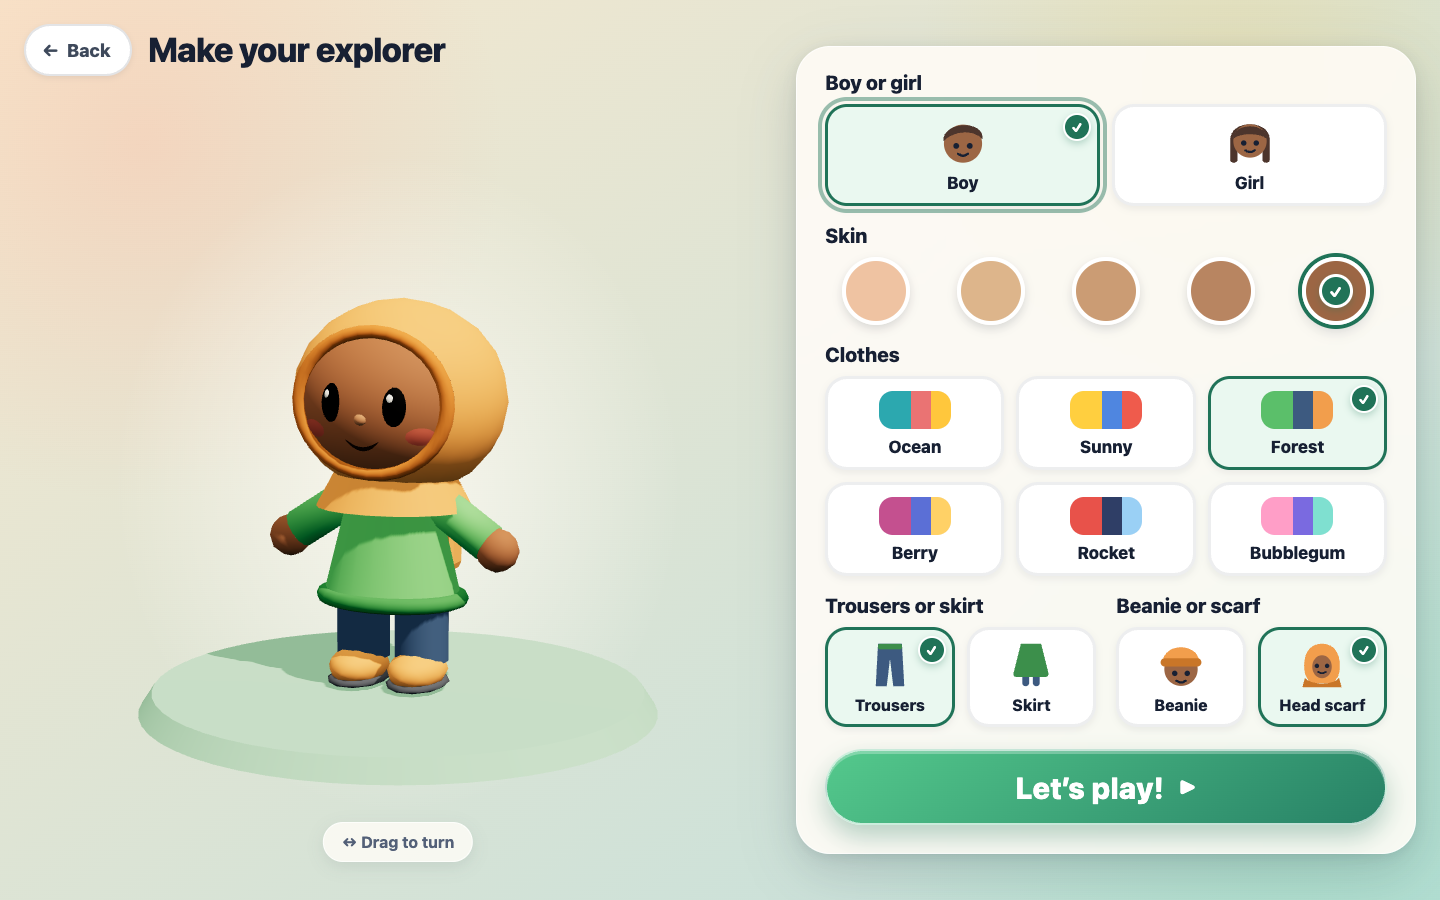 Back
Make your explorer
Boy or girl
Boy
Girl
Skin
Clothes
Ocean
Sunny
Forest
Berry
Rocket
Bubblegum
Trousers or skirt
Beanie or scarf
Trousers
Skirt
Beanie
Head scarf
Let's play!
Drag to turn